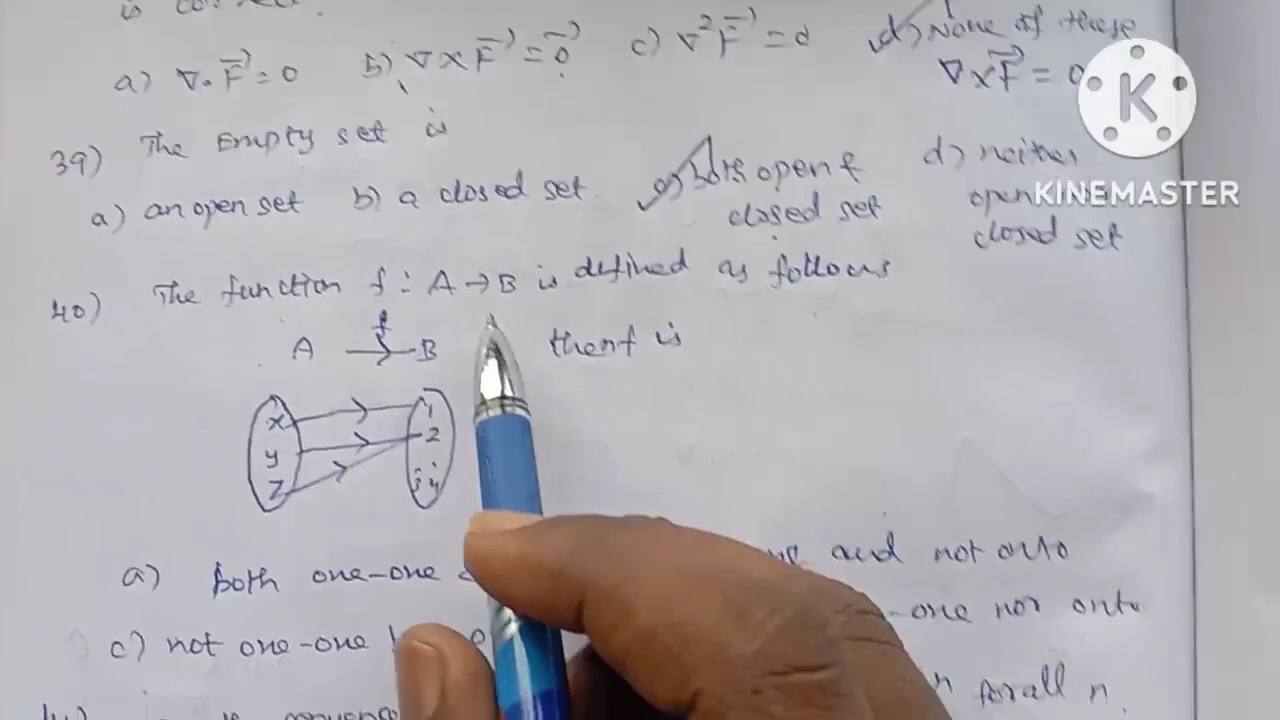 a) ∇·F⃗ = 0 b) ∇×F⃗ = 0⃗ c) ∇²F⃗ = 0 d) None of these
∇×F⃗ = 0
K
KINEMASTER
39) The Empty set is
a) an open set b) a closed set c) both open & closed set d) neither open closed set
40) The function f : A → B is defined as follows
A f→ B then f is
x 1
y 2
z 3 4
a) Both one-one and not onto
c) not one-one -one nor onto
for all n.